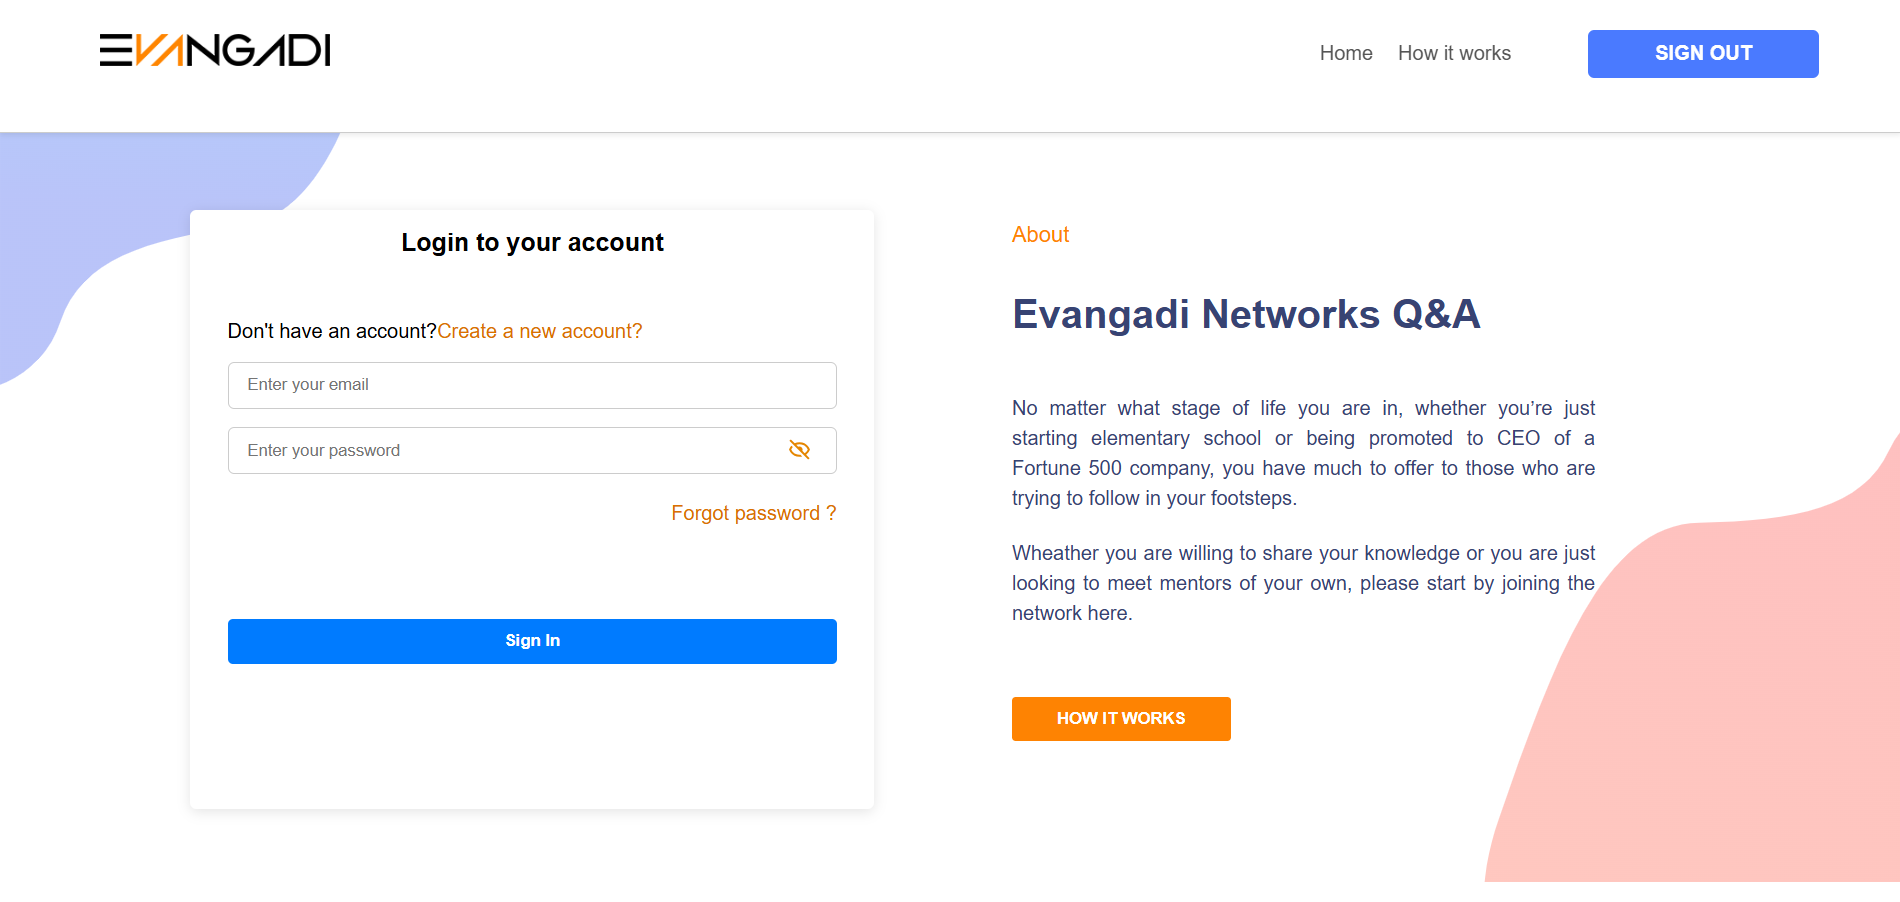 EVANGADI
Home
How it works
SIGN OUT
Login to your account
Don't have an account?Create a new account?
Enter your email
Enter your password
Forgot password ?
Sign In
About
Evangadi Networks Q&A
No matter what stage of life you are in, whether you’re just
starting elementary school or being promoted to CEO of a
Fortune 500 company, you have much to offer to those who are
trying to follow in your footsteps.
Wheather you are willing to share your knowledge or you are just
looking to meet mentors of your own, please start by joining the
network here.
HOW IT WORKS